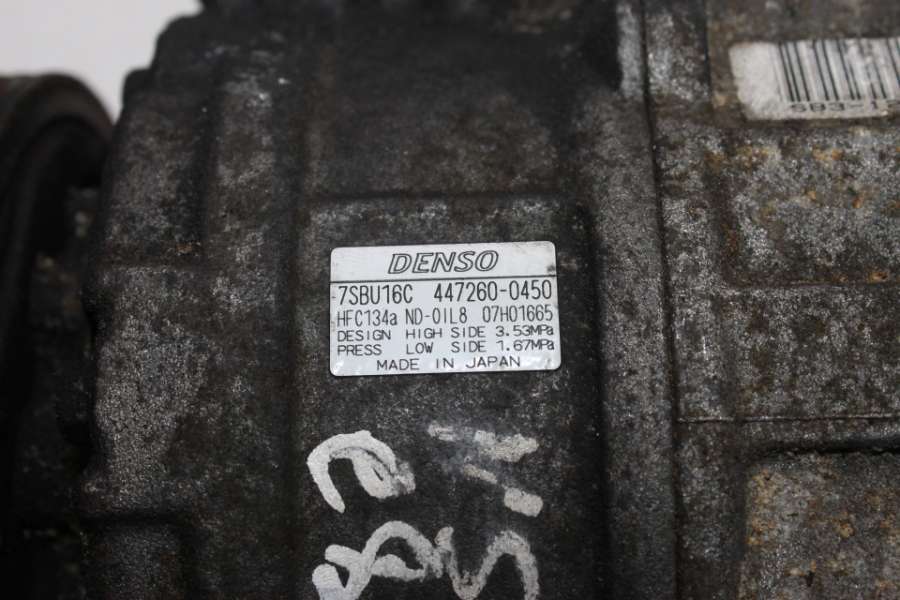 DENSO
7SBU16C 447260-0450
HFC134a ND-OIL8 07H01665
DESIGN HIGH SIDE 3.53MPa
PRESS LOW SIDE 1.67MPa
MADE IN JAPAN